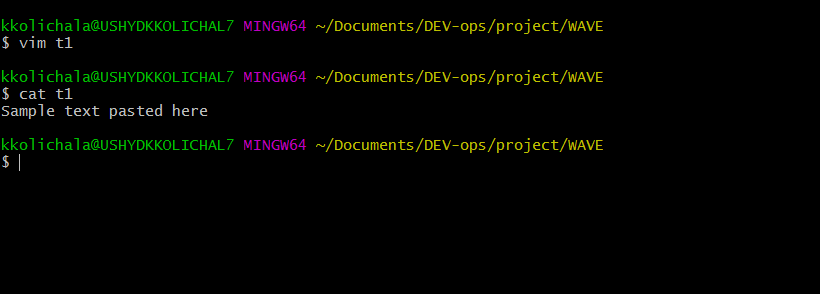 kkolichala@USHYDKKOLICHAL7 MINGW64 ~/Documents/DEV-ops/project/WAVE
$ vim t1
kkolichala@USHYDKKOLICHAL7 MINGW64 ~/Documents/DEV-ops/project/WAVE
$ cat t1
Sample text pasted here
kkolichala@USHYDKKOLICHAL7 MINGW64 ~/Documents/DEV-ops/project/WAVE
$